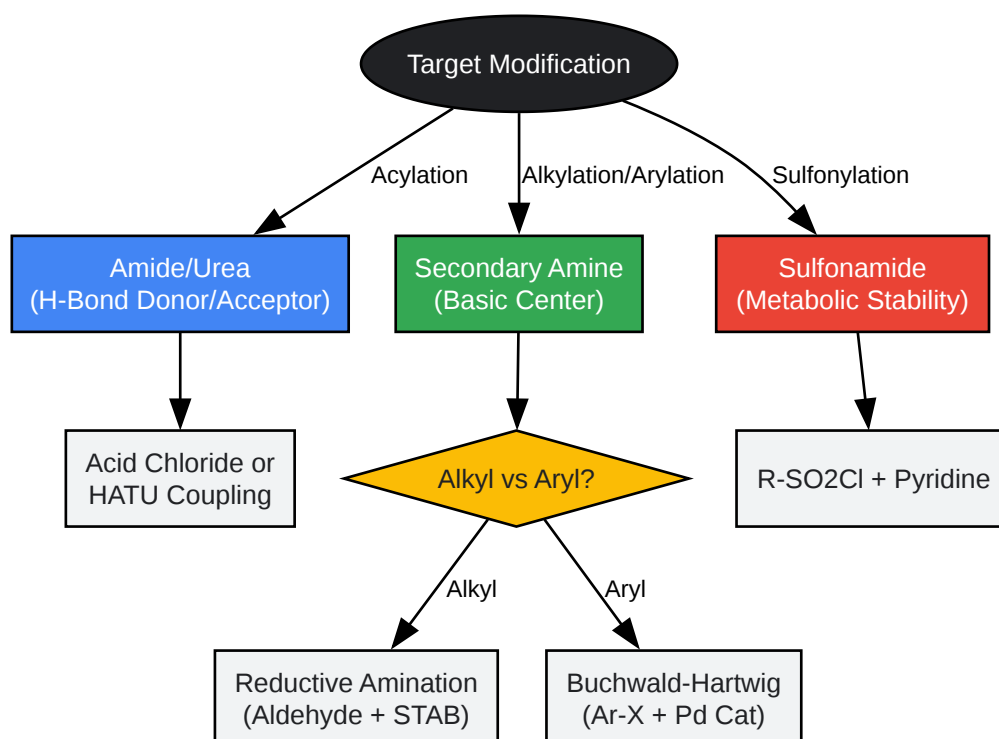 Target Modification
Acylation
Alkylation/Arylation
Sulfonylation
Amide/Urea
(H-Bond Donor/Acceptor)
Secondary Amine
(Basic Center)
Sulfonamide
(Metabolic Stability)
Acid Chloride or
HATU Coupling
Alkyl vs Aryl?
R-SO2Cl + Pyridine
Alkyl
Aryl
Reductive Amination
(Aldehyde + STAB)
Buchwald-Hartwig
(Ar-X + Pd Cat)